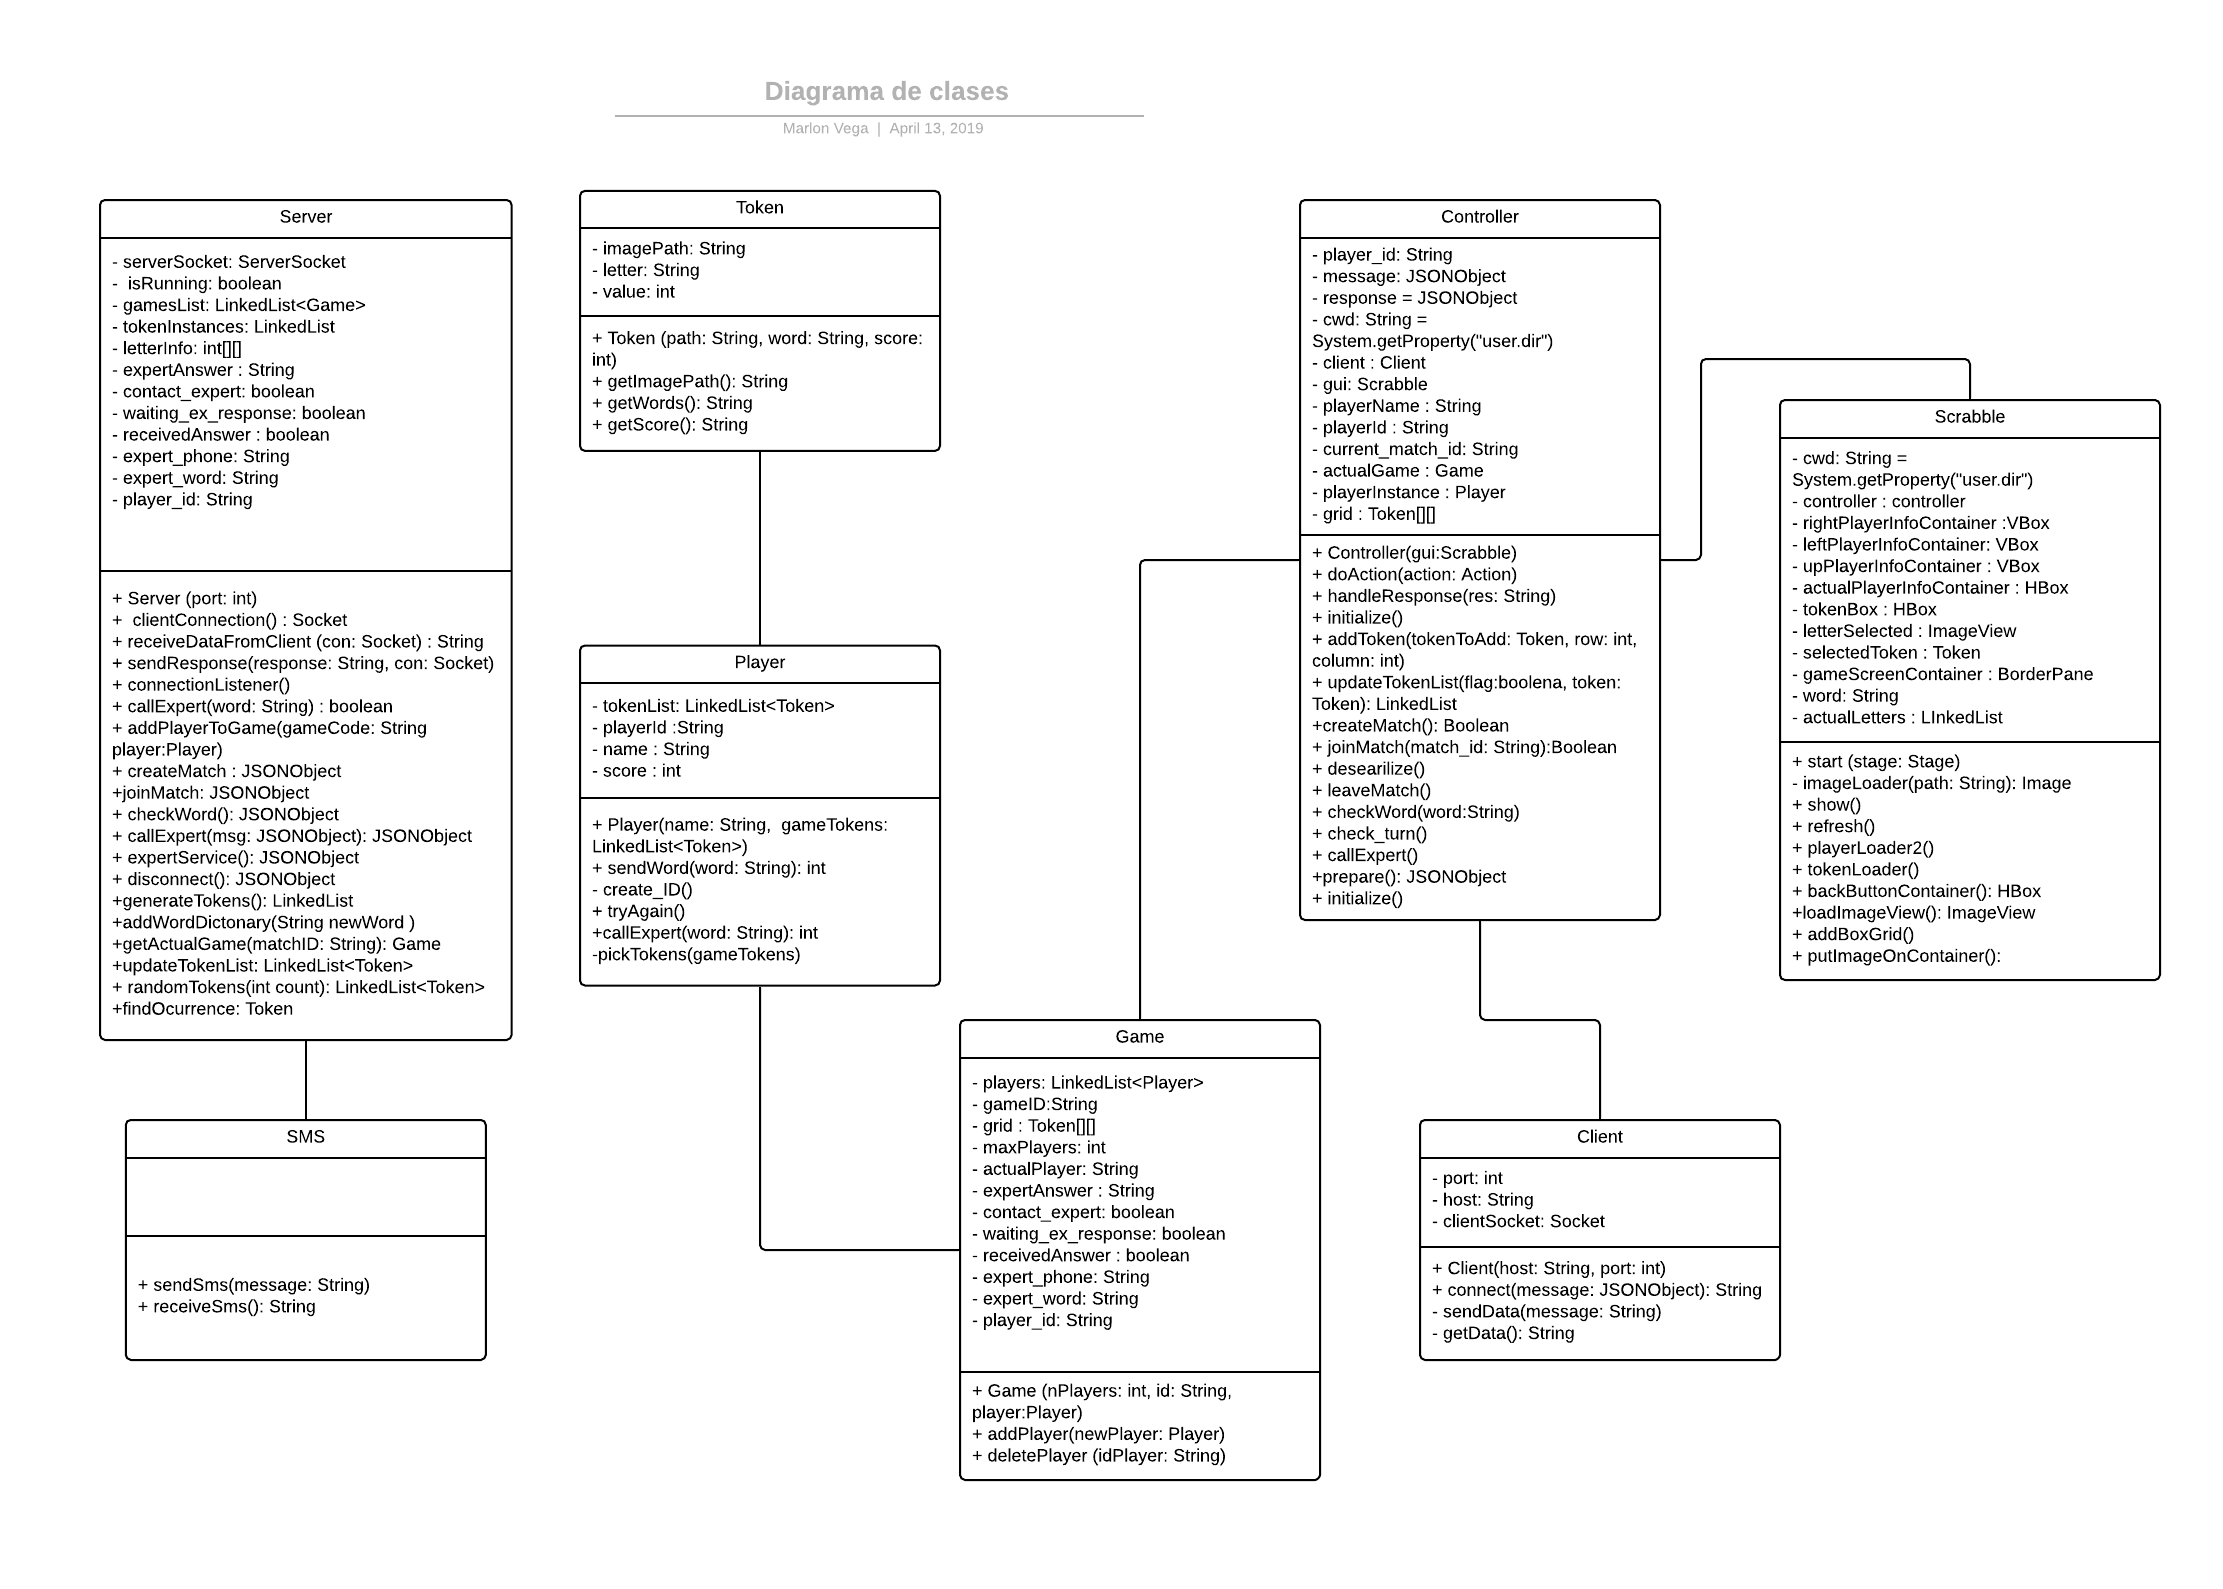 Diagrama de clases
Marlon Vega | April 13, 2019
Server
- serverSocket: ServerSocket
-  isRunning: boolean
- gamesList: LinkedList<Game>
- tokenInstances: LinkedList
- letterInfo: int[][]
- expertAnswer : String
- contact_expert: boolean
- waiting_ex_response: boolean
- receivedAnswer : boolean
- expert_phone: String
- expert_word: String
- player_id: String
+ Server (port: int)
+  clientConnection() : Socket
+ receiveDataFromClient (con: Socket) : String
+ sendResponse(response: String, con: Socket)
+ connectionListener()
+ callExpert(word: String) : boolean
+ addPlayerToGame(gameCode: String
player:Player)
+ createMatch : JSONObject
+joinMatch: JSONObject
+ checkWord(): JSONObject
+ callExpert(msg: JSONObject): JSONObject
+ expertService(): JSONObject
+ disconnect(): JSONObject
+generateTokens(): LinkedList
+addWordDictonary(String newWord )
+getActualGame(matchID: String): Game
+updateTokenList: LinkedList<Token>
+ randomTokens(int count): LinkedList<Token>
+findOcurrence: Token
SMS
+ sendSms(message: String)
+ receiveSms(): String
Token
- imagePath: String
- letter: String
- value: int
+ Token (path: String, word: String, score:
int)
+ getImagePath(): String
+ getWords(): String
+ getScore(): String
Player
- tokenList: LinkedList<Token>
- playerId :String
- name : String
- score : int
+ Player(name: String,  gameTokens:
LinkedList<Token>)
+ sendWord(word: String): int
- create_ID()
+ tryAgain()
+callExpert(word: String): int
-pickTokens(gameTokens)
Game
- players: LinkedList<Player>
- gameID:String
- grid : Token[][]
- maxPlayers: int
- actualPlayer: String
- expertAnswer : String
- contact_expert: boolean
- waiting_ex_response: boolean
- receivedAnswer : boolean
- expert_phone: String
- expert_word: String
- player_id: String
+ Game (nPlayers: int, id: String,
player:Player)
+ addPlayer(newPlayer: Player)
+ deletePlayer (idPlayer: String)
Controller
- player_id: String
- message: JSONObject
- response = JSONObject
- cwd: String =
System.getProperty("user.dir")
- client : Client
- gui: Scrabble
- playerName : String
- playerId : String
- current_match_id: String
- actualGame : Game
- playerInstance : Player
- grid : Token[][]
+ Controller(gui:Scrabble)
+ doAction(action: Action)
+ handleResponse(res: String)
+ initialize()
+ addToken(tokenToAdd: Token, row: int,
column: int)
+ updateTokenList(flag:boolena, token:
Token): LinkedList
+createMatch(): Boolean
+ joinMatch(match_id: String):Boolean
+ desearilize()
+ leaveMatch()
+ checkWord(word:String)
+ check_turn()
+ callExpert()
+prepare(): JSONObject
+ initialize()
Client
- port: int
- host: String
- clientSocket: Socket
+ Client(host: String, port: int)
+ connect(message: JSONObject): String
- sendData(message: String)
- getData(): String
Scrabble
- cwd: String =
System.getProperty("user.dir")
- controller : controller
- rightPlayerInfoContainer :VBox
- leftPlayerInfoContainer: VBox
- upPlayerInfoContainer : VBox
- actualPlayerInfoContainer : HBox
- tokenBox : HBox
- letterSelected : ImageView
- selectedToken : Token
- gameScreenContainer : BorderPane
- word: String
- actualLetters : LInkedList
+ start (stage: Stage)
- imageLoader(path: String): Image
+ show()
+ refresh()
+ playerLoader2()
+ tokenLoader()
+ backButtonContainer(): HBox
+loadImageView(): ImageView
+ addBoxGrid()
+ putImageOnContainer():